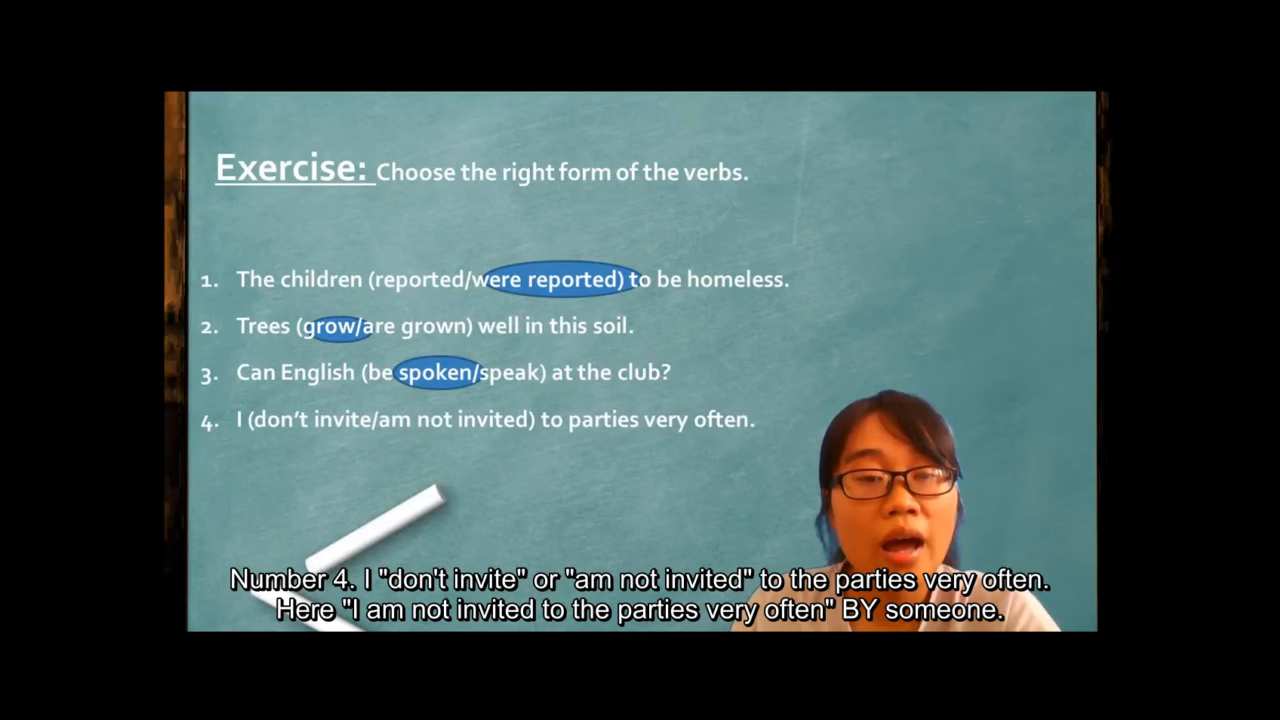 Exercise: Choose the right form of the verbs.
1. The children (reported/were reported) to be homeless.
2. Trees (grow/are grown) well in this soil.
3. Can English (be spoken/speak) at the club?
4. I (don’t invite/am not invited) to parties very often.
Number 4. I "don't invite" or "am not invited" to the parties very often.
Here "I am not invited to the parties very often" BY someone.